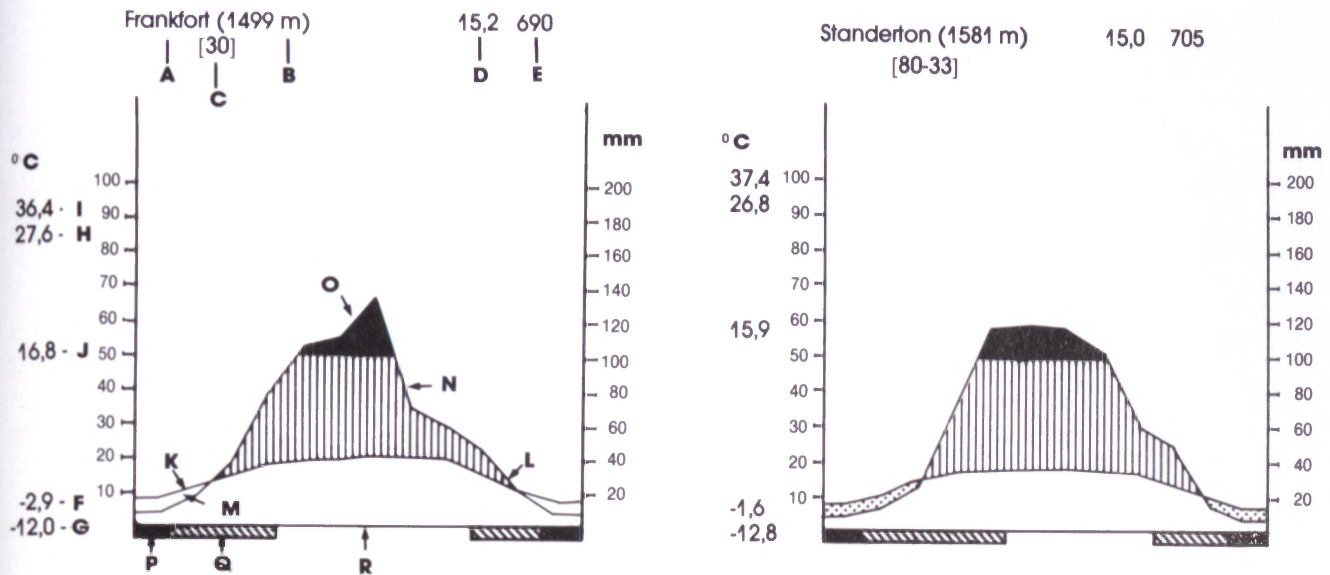 Frankfort (1499 m) 15,2 690
[30]
A B D E
C
°C mm
36,4 - I
27,6 - H
16,8 - J
-2,9 - F
-12,0 - G
100
90
80
70
60
50
40
30
20
10
200
180
160
140
120
100
80
60
40
20
O
N
K
L
M
P Q R
Standerton (1581 m) 15,0 705
[80-33]
°C mm
37,4
26,8
15,9
-1,6
-12,8
100
90
80
70
60
50
40
30
20
10
200
180
160
140
120
100
80
60
40
20